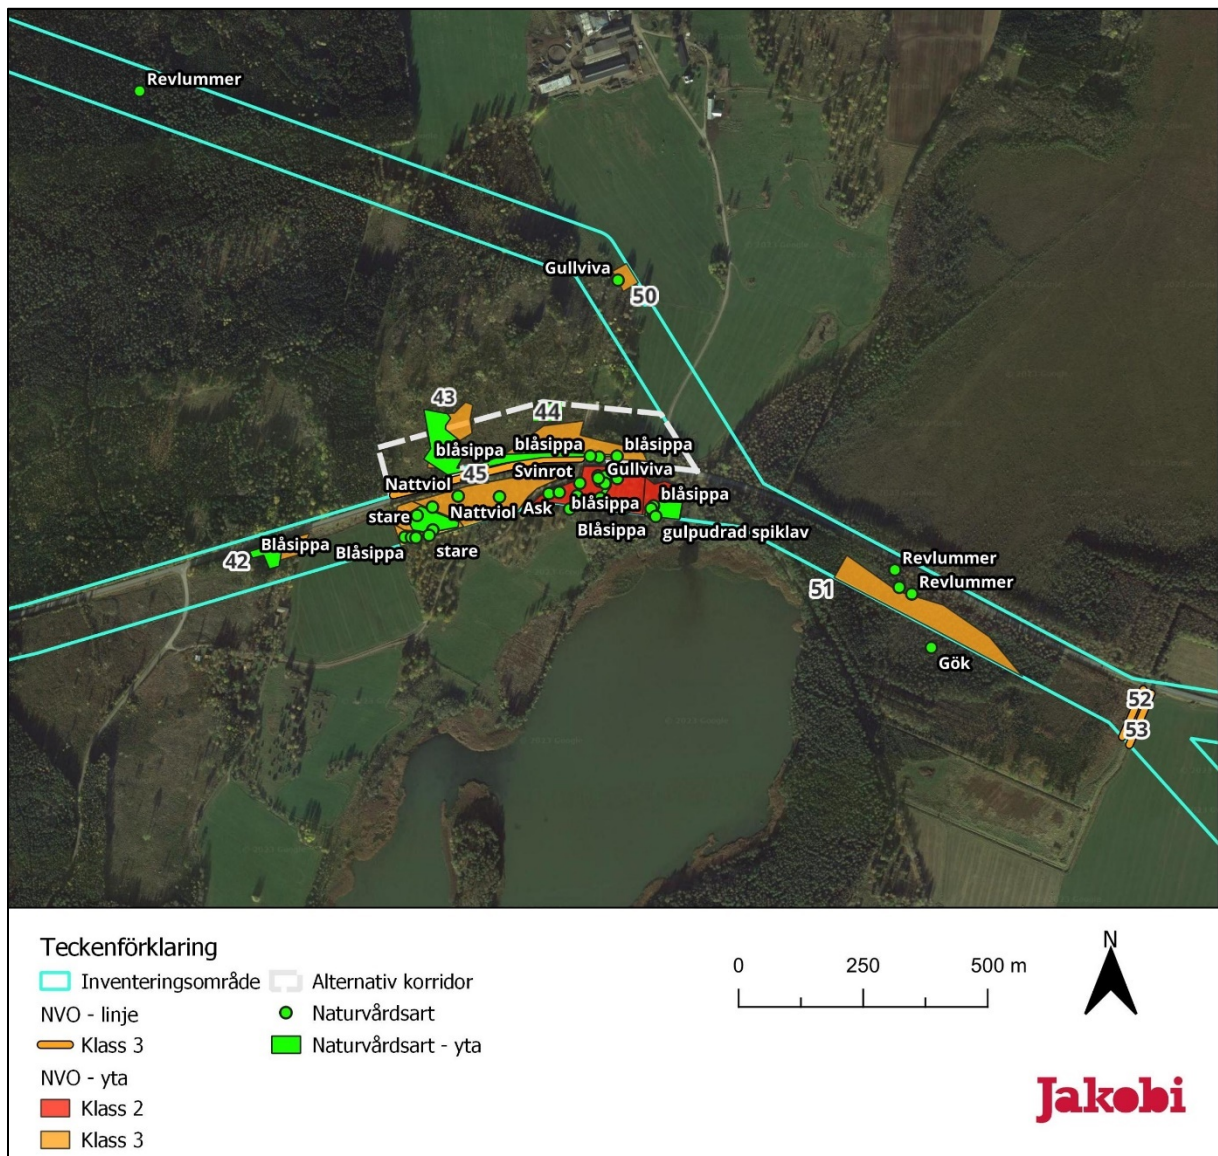 Revlummer
Gullviva
50
43
44
blåsippa
blåsippa
blåsippa
45
Svinrot
Gullviva
Nattviol
stare
Nattviol
Ask
blåsippa
blåsippa
42
Blåsippa
Blåsippa
stare
Blåsippa
gulpudrad spiklav
51
Revlummer
Revlummer
Gök
52
53
Teckenförklaring
Inventeringsområde
Alternativ korridor
NVO - linje
Naturvårdsart
Klass 3
Naturvårdsart - yta
NVO - yta
Klass 2
Klass 3
0 250 500 m
N
Jakobi